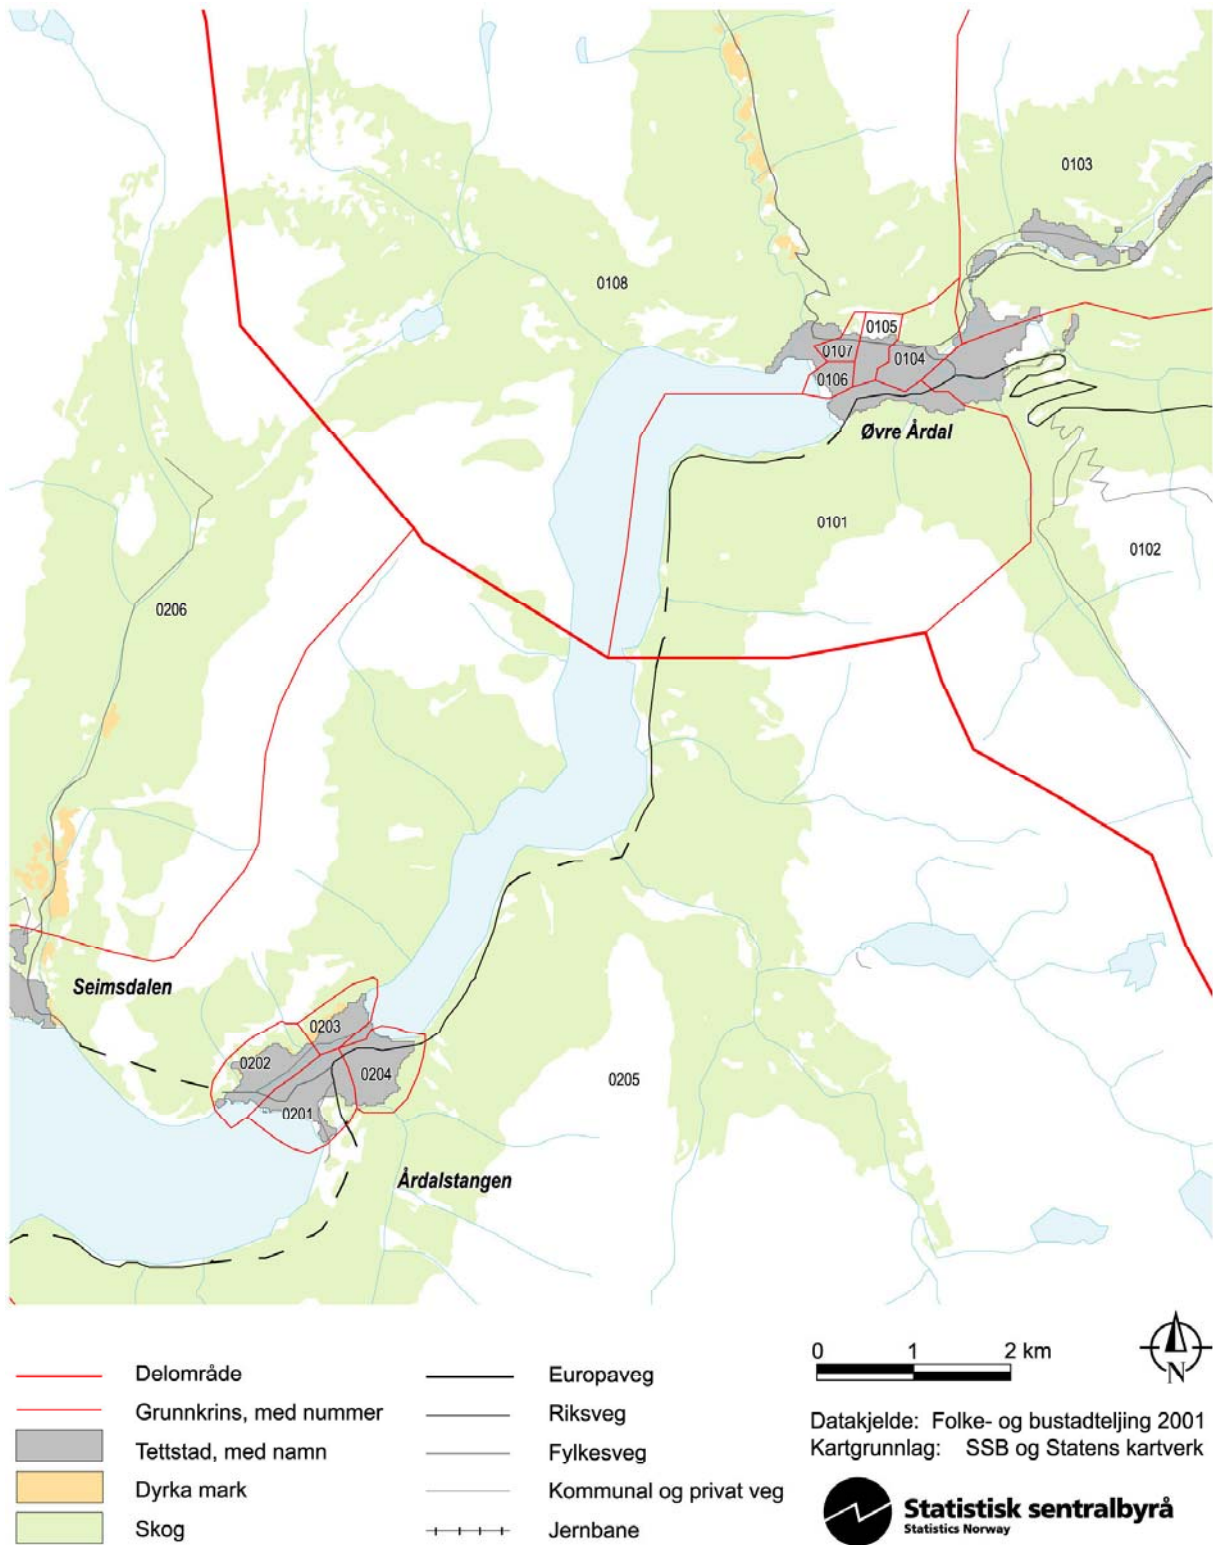 0103
0108
0105
0107
0104
0106
Øvre Årdal
0101
0102
0206
Seimsdalen
0203
0202
0204
0205
0201
Årdalstangen
0 1 2 km
N
Delområde
Grunnkrins, med nummer
Tettstad, med namn
Dyrka mark
Skog
Europaveg
Riksveg
Fylkesveg
Kommunal og privat veg
Jernbane
Datakjelde: Folke- og bustadteljing 2001
Kartgrunnlag: SSB og Statens kartverk
Statistisk sentralbyrå
Statistics Norway